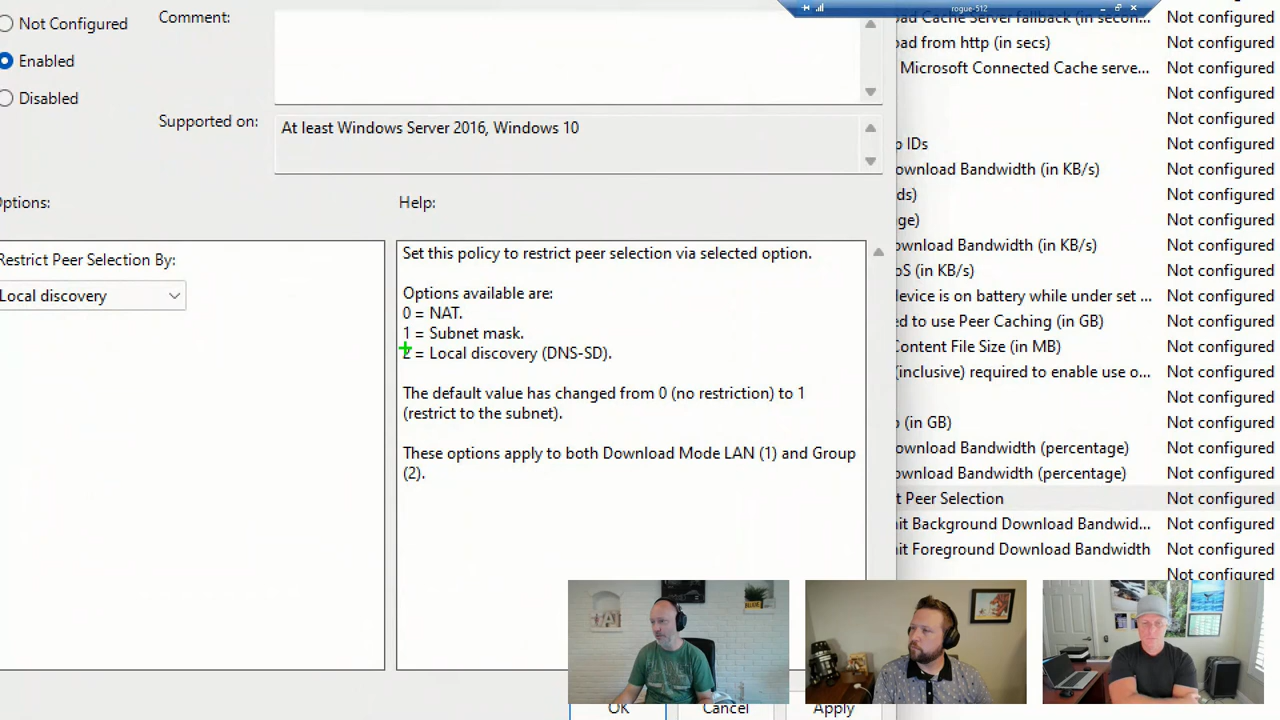 rogue-512
Not Configured
Comment:
Enabled
Disabled
Supported on:
At least Windows Server 2016, Windows 10
Options:
Help:
Restrict Peer Selection By:
Local discovery
Set this policy to restrict peer selection via selected option.
Options available are:
0 = NAT.
1 = Subnet mask.
2 = Local discovery (DNS-SD).
The default value has changed from 0 (no restriction) to 1
(restrict to the subnet).
These options apply to both Download Mode LAN (1) and Group
(2).
OK Cancel Apply
ad Cache Server fallback (in secon... Not configured
oad from http (in secs) Not configured
Microsoft Connected Cache serve... Not configured
Not configured
Not configured
p IDs Not configured
ownload Bandwidth (in KB/s) Not configured
ds) Not configured
ge) Not configured
ownload Bandwidth (in KB/s) Not configured
oS (in KB/s) Not configured
device is on battery while under set ... Not configured
ed to use Peer Caching (in GB) Not configured
Content File Size (in MB) Not configured
(inclusive) required to enable use o... Not configured
Not configured
o (in GB) Not configured
ownload Bandwidth (percentage) Not configured
ownload Bandwidth (percentage) Not configured
t Peer Selection Not configured
it Background Download Bandwid... Not configured
it Foreground Download Bandwidth Not configured
Not configured